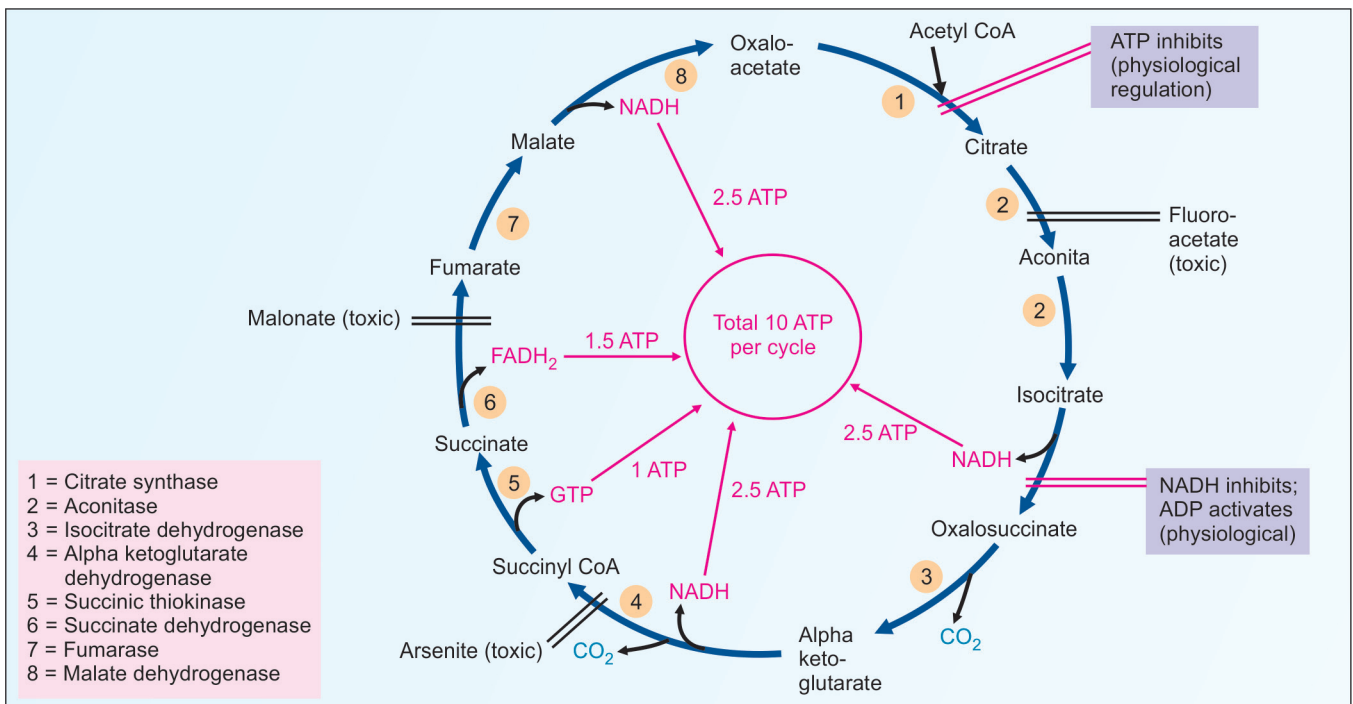 Oxalo-
acetate
Acetyl CoA
ATP inhibits
(physiological
regulation)
8
1
NADH
Malate
Citrate
2.5 ATP
2
Fluoro-
acetate
(toxic)
7
Aconita
Fumarate
2
Malonate (toxic)
Total 10 ATP
per cycle
1.5 ATP
FADH2
Isocitrate
6
2.5 ATP
Succinate
NADH
1 ATP
5
GTP
2.5 ATP
NADH inhibits;
ADP activates
(physiological)
Oxalosuccinate
Succinyl CoA
3
NADH
4
Arsenite (toxic)
CO2
CO2
Alpha
keto-
glutarate
1 = Citrate synthase
2 = Aconitase
3 = Isocitrate dehydrogenase
4 = Alpha ketoglutarate
dehydrogenase
5 = Succinic thiokinase
6 = Succinate dehydrogenase
7 = Fumarase
8 = Malate dehydrogenase